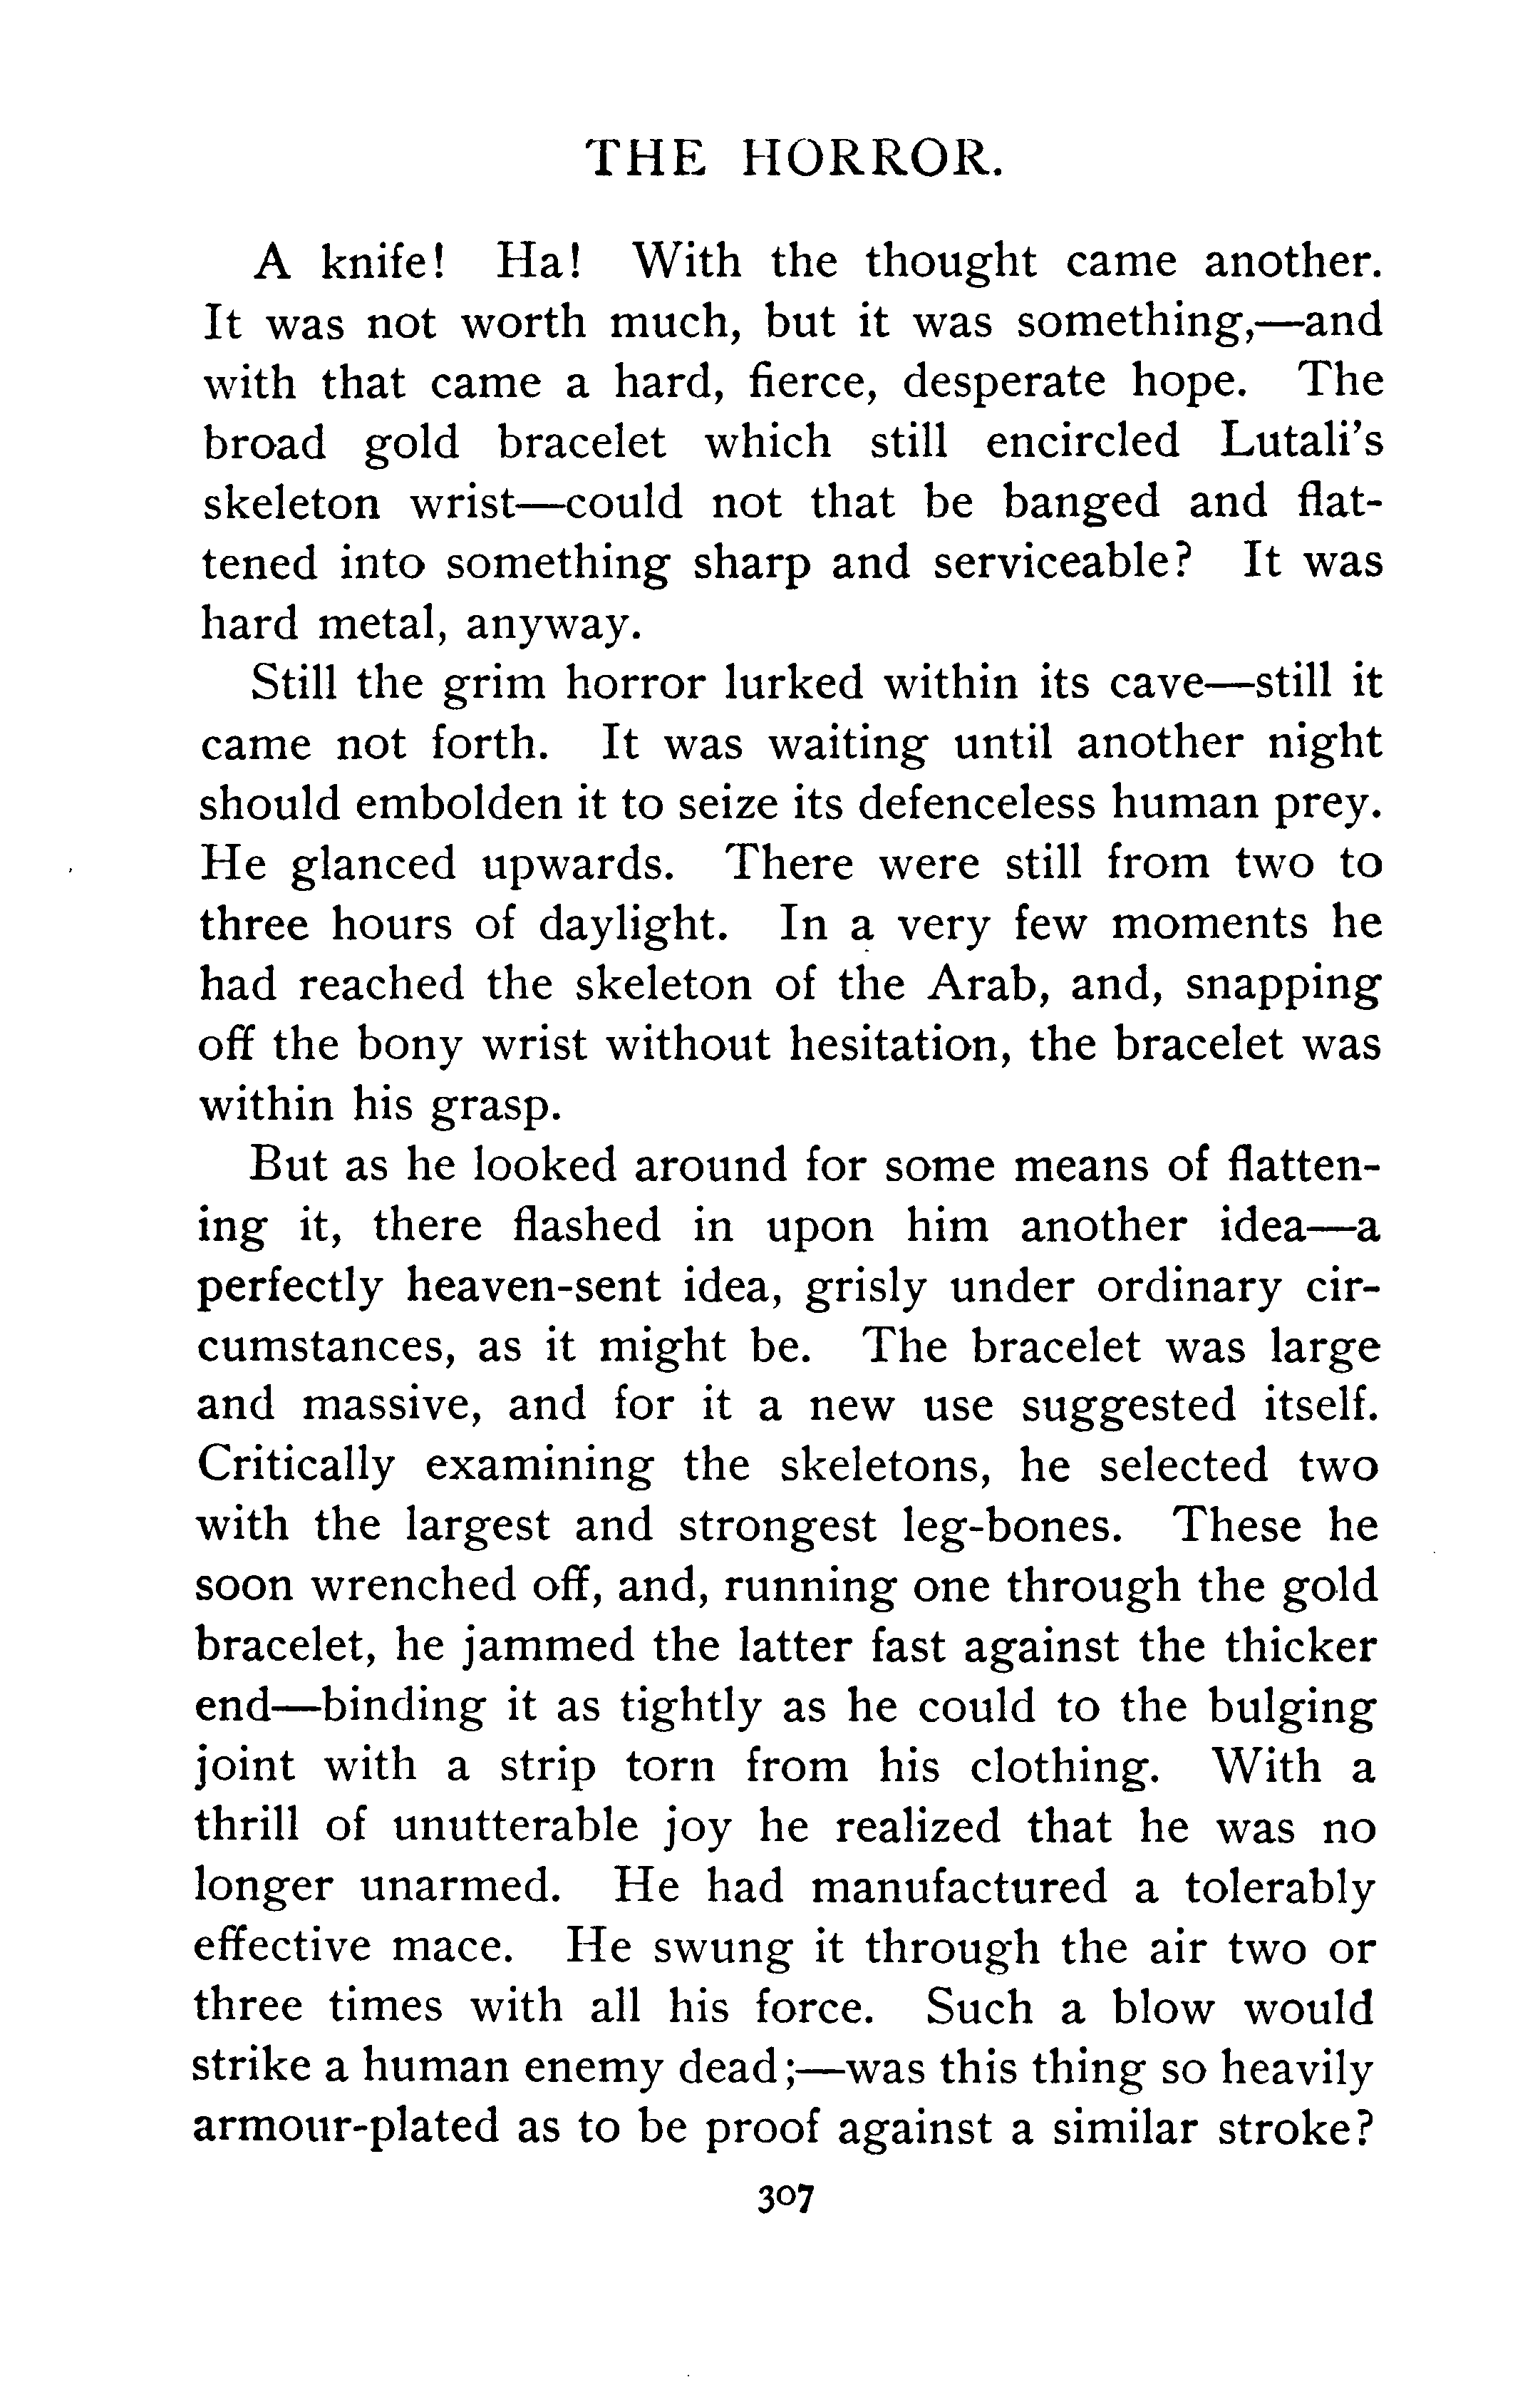 THE HORROR.
A knife! Ha! With the thought came another.
It was not worth much, but it was something,—and
with that came a hard, fierce, desperate hope. The
broad gold bracelet which still encircled Lutali's
skeleton wrist—could not that be banged and flat-
tened into something sharp and serviceable? It was
hard metal, anyway.
Still the grim horror lurked within its cave—still it
came not forth. It was waiting until another night
should embolden it to seize its defenceless human prey.
He glanced upwards. There were still from two to
three hours of daylight. In a very few moments he
had reached the skeleton of the Arab, and, snapping
off the bony wrist without hesitation, the bracelet was
within his grasp.
But as he looked around for some means of flatten-
ing it, there flashed in upon him another idea—a
perfectly heaven-sent idea, grisly under ordinary cir-
cumstances, as it might be. The bracelet was large
and massive, and for it a new use suggested itself.
Critically examining the skeletons, he selected two
with the largest and strongest leg-bones. These he
soon wrenched off, and, running one through the gold
bracelet, he jammed the latter fast against the thicker
end—binding it as tightly as he could to the bulging
joint with a strip torn from his clothing. With a
thrill of unutterable joy he realized that he was no
longer unarmed. He had manufactured a tolerably
effective mace. He swung it through the air two or
three times with all his force. Such a blow would
strike a human enemy dead;—was this thing so heavily
armour-plated as to be proof against a similar stroke?
307